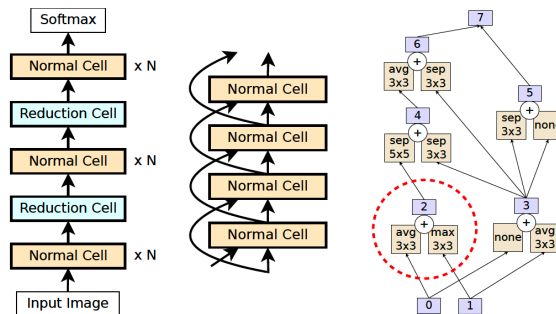 Softmax
Normal Cell x N
Reduction Cell
Normal Cell x N
Reduction Cell
Normal Cell x N
Input Image
Normal Cell
Normal Cell
Normal Cell
Normal Cell
7
6
+
avg
3x3
sep
3x3
5
+
sep
3x3
none
4
+
sep
5x5
sep
3x3
2
+
avg
3x3
max
3x3
3
+
none
avg
3x3
0
1